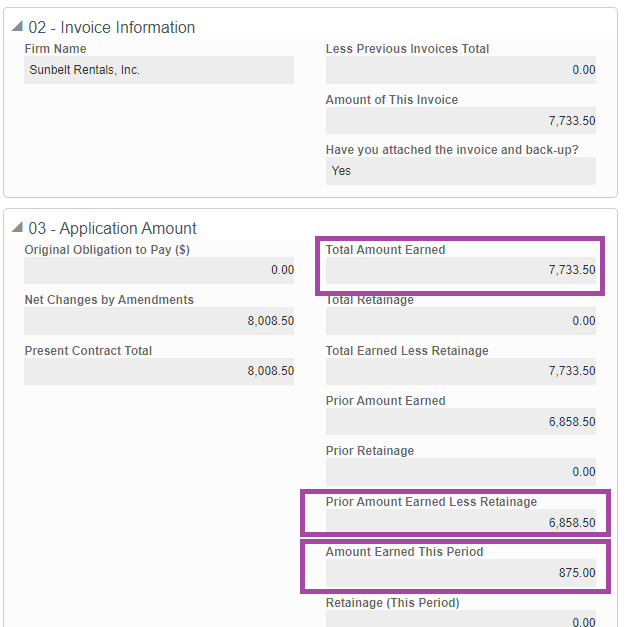 02 - Invoice Information
Firm Name
Sunbelt Rentals, Inc.
Less Previous Invoices Total
0.00
Amount of This Invoice
7,733.50
Have you attached the invoice and back-up?
Yes
03 - Application Amount
Original Obligation to Pay ($)
0.00
Net Changes by Amendments
8,008.50
Present Contract Total
8,008.50
Total Amount Earned
7,733.50
Total Retainage
0.00
Total Earned Less Retainage
7,733.50
Prior Amount Earned
6,858.50
Prior Retainage
0.00
Prior Amount Earned Less Retainage
6,858.50
Amount Earned This Period
875.00
Retainage (This Period)
0.00